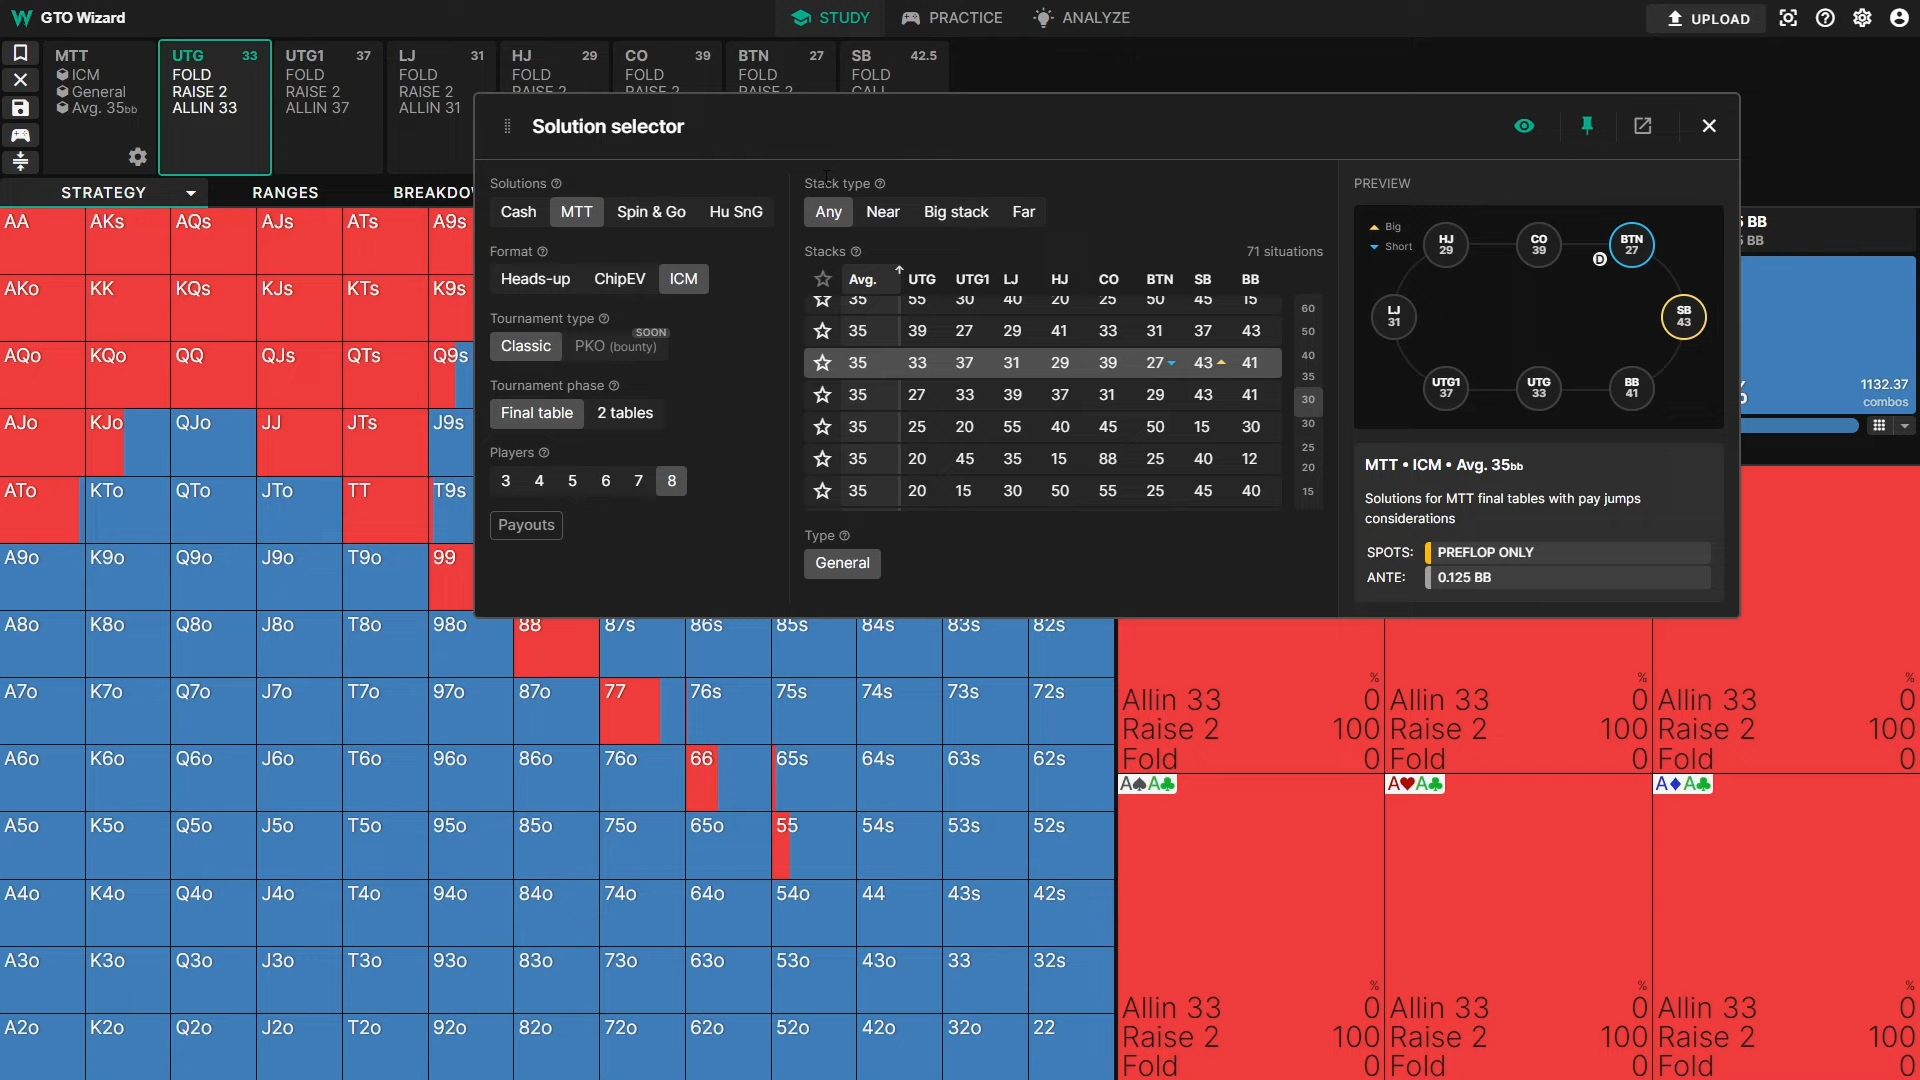 GTO Wizard
STUDY
PRACTICE
ANALYZE
UPLOAD
MTT
ICM
General
Avg. 35bb
UTG 33
FOLD
RAISE 2
ALLIN 33
UTG1 37
FOLD
RAISE 2
ALLIN 37
LJ 31
FOLD
RAISE 2
ALLIN 31
HJ 29
FOLD
RAISE 2
CO 39
FOLD
RAISE 2
BTN 27
FOLD
RAISE 2
SB 42.5
FOLD
CALL
STRATEGY
RANGES
Solution selector
Solutions
Cash MTT Spin & Go Hu SnG
Format
Heads-up ChipEV ICM
Tournament type
SOON
Classic PKO (bounty)
Tournament phase
Final table 2 tables
Players
3 4 5 6 7 8
Payouts
Stack type
Any Near Big stack Far
Stacks 71 situations
Avg. UTG UTG1 LJ HJ CO BTN SB BB
35 55 30 40 20 25 50 45 15
35 39 27 29 41 33 31 37 43
35 33 37 31 29 39 27 43 41
35 27 33 39 37 31 29 43 41
35 25 20 55 40 45 50 15 30
35 20 45 35 15 88 25 40 12
35 20 15 30 50 55 25 45 40
60
50
40
35
30
30
25
20
15
Type
General
PREVIEW
Big
Short
HJ
29
CO
39
BTN
27
D
LJ
31
SB
43
UTG1
37
UTG
33
BB
41
MTT • ICM • Avg. 35bb
Solutions for MTT final tables with pay jumps
considerations
SPOTS: PREFLOP ONLY
ANTE: 0.125 BB
1132.37
combos
AA AKs AQs AJs ATs A9s
AKo KK KQs KJs KTs K9s
AQo KQo QQ QJs QTs Q9s
AJo KJo QJo JJ JTs J9s
ATo KTo QTo JTo TT T9s
A9o K9o Q9o J9o T9o 99
A8o K8o Q8o J8o T8o 98o 88 87s 86s 85s 84s 83s 82s
A7o K7o Q7o J7o T7o 97o 87o 77 76s 75s 74s 73s 72s
A6o K6o Q6o J6o T6o 96o 86o 76o 66 65s 64s 63s 62s
A5o K5o Q5o J5o T5o 95o 85o 75o 65o 55 54s 53s 52s
A4o K4o Q4o J4o T4o 94o 84o 74o 64o 54o 44 43s 42s
A3o K3o Q3o J3o T3o 93o 83o 73o 63o 53o 43o 33 32s
A2o K2o Q2o J2o T2o 92o 82o 72o 62o 52o 42o 32o 22
% % %
Allin 33 0 Allin 33 0 Allin 33 0
Raise 2 100 Raise 2 100 Raise 2 100
Fold 0 Fold 0 Fold 0
A♠A♣ A♥A♣ A♦A♣
% % %
Allin 33 0 Allin 33 0 Allin 33 0
Raise 2 100 Raise 2 100 Raise 2 100
Fold 0 Fold 0 Fold 0